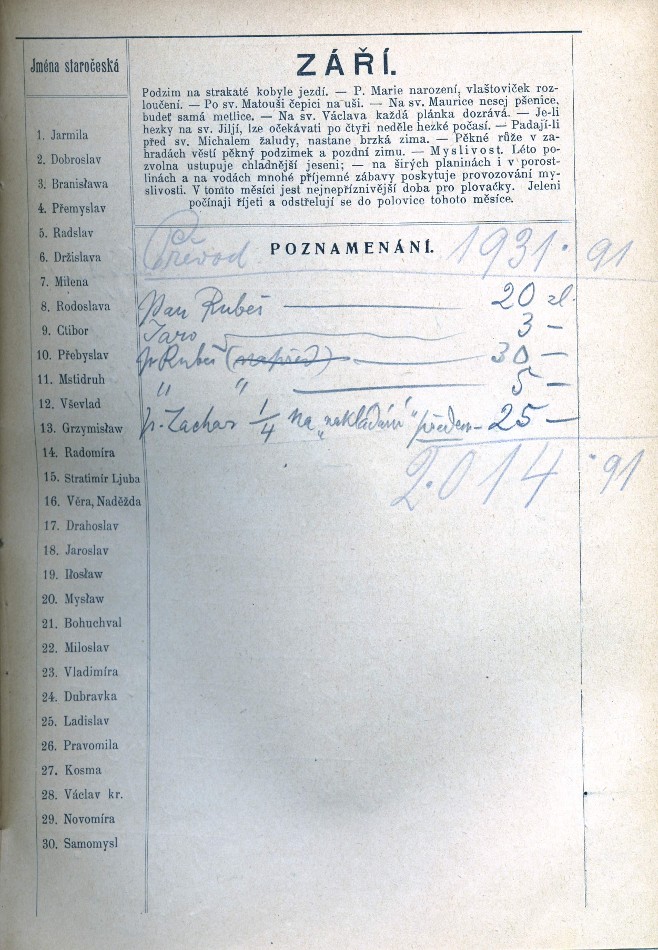 Jména staročeská
1. Jarmila
2. Dobroslav
3. Branisława
4. Přemyslav
5. Radslav
6. Držislava
7. Milena
8. Rodoslava
9. Ctibor
10. Přebyslav
11. Mstidruh
12. Vševlad
13. Grzymisław
14. Radomíra
15. Stratimír Ljuba
16. Věra, Naděžda
17. Drahoslav
18. Jaroslav
19. Iłosław
20. Mysław
21. Bohuchval
22. Miloslav
23. Vladimíra
24. Dubravka
25. Ladislav
26. Pravomila
27. Kosma
28. Václav kr.
29. Novomíra
30. Samomysl
ZÁŘÍ.
Podzim na strakaté kobyle jezdí. — P. Marie narození, vlaštoviček roz-
loučení. — Po sv. Matouši čepici na uši. — Na sv. Maurice nesej pšenice,
budeť samá metlice. — Na sv. Václava každá plánka dozrává. — Je-li
hezky na sv. Jiljí, lze očekávati po čtyři neděle hezké počasí. — Padají-li
před sv. Michalem žaludy, nastane brzká zima. — Pěkné růže v za-
hradách věstí pěkný podzimek a pozdní zimu. — Myslivost. Léto po-
zvolna ustupuje chladnější jeseni; — na širých planinách i v porost-
linách a na vodách mnohé příjemné zábavy poskytuje provozování my-
slivosti. V tomto měsíci jest nejnepříznivější doba pro plovačky. Jeleni
počínají říjeti a odstřelují se do polovice tohoto měsíce.
POZNAMENÁNÍ.
Převod 1931·91
Pan Rubeš — 20 zl.
Jaro — 3 —
p. Rubeš (napřed) — 30 —
" " — 5 —
p. Zachar 1/4 na „nakládání" předem — 25 —
2.014·91